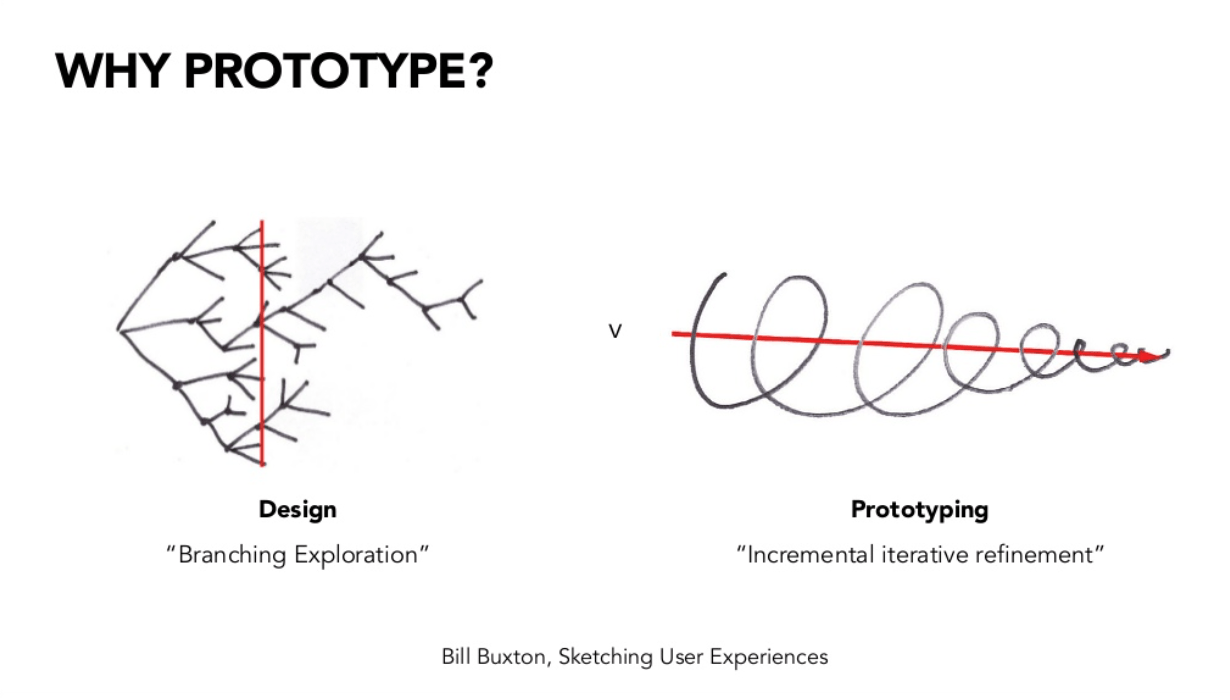 WHY PROTOTYPE?
v
Design
Prototyping
“Branching Exploration”
“Incremental iterative refinement”
Bill Buxton, Sketching User Experiences